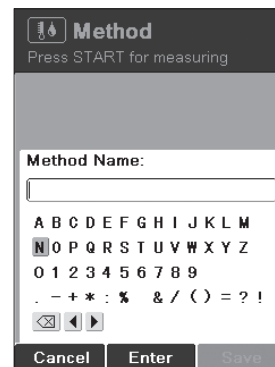 Method
Press START for measuring
Method Name:
A B C D E F G H I J K L M
N O P Q R S T U V W X Y Z
0 1 2 3 4 5 6 7 8 9
. - + * : % & / ( ) = ? !
Cancel Enter Save